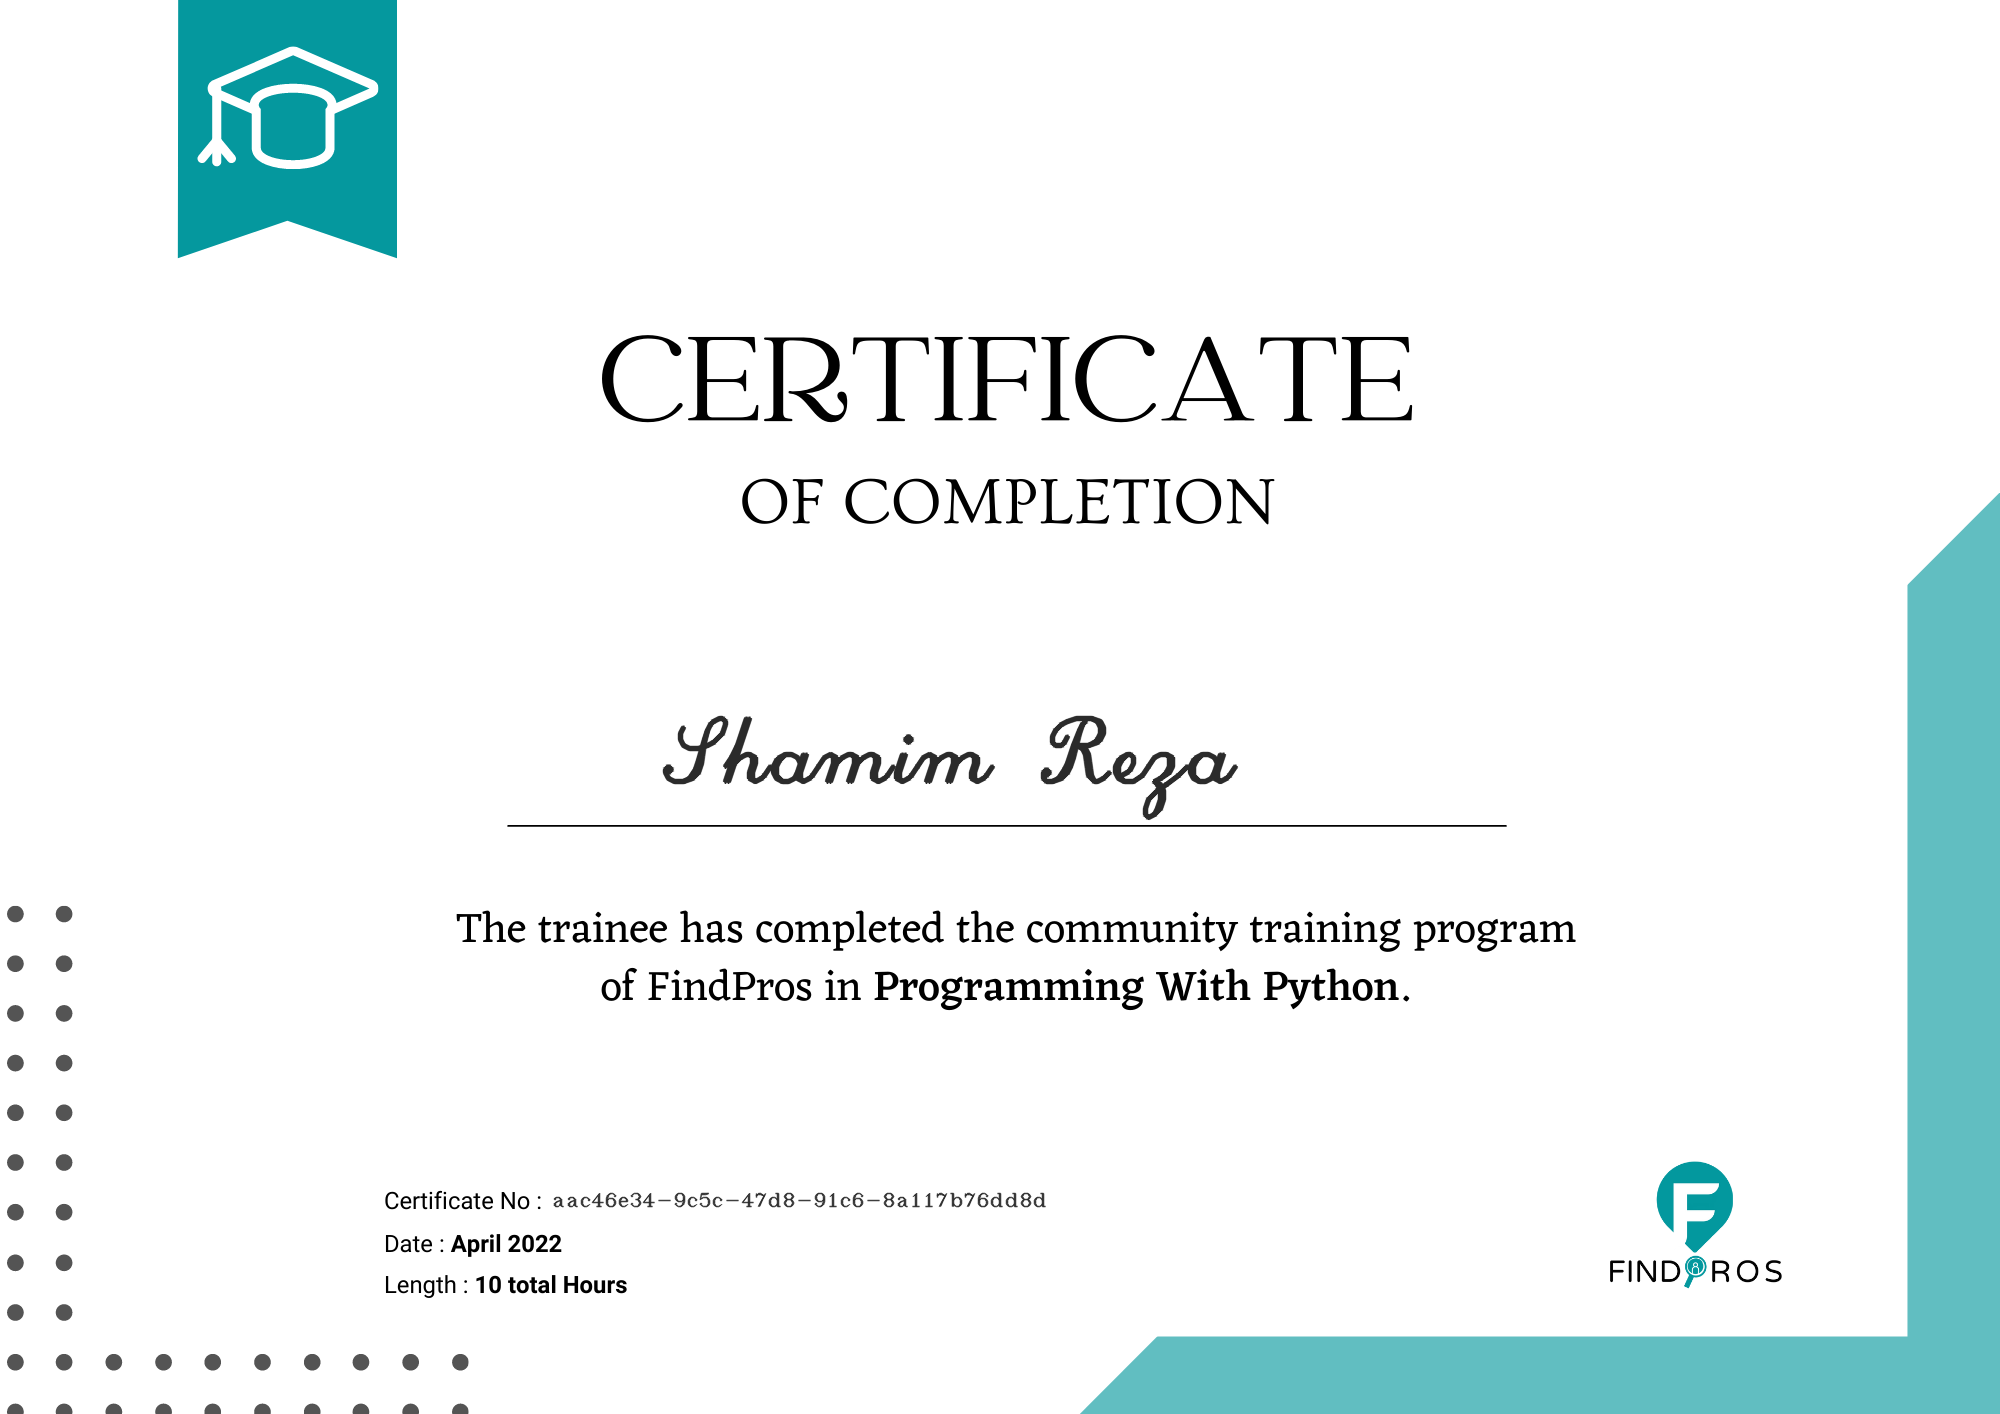 CERTIFICATE
OF COMPLETION
Shamim Reza
The trainee has completed the community training program
of FindPros in Programming With Python.
Certificate No : aac46e34-9c5c-47d8-91c6-8a117b76dd8d
Date : April 2022
Length : 10 total Hours
F
FINDPROS